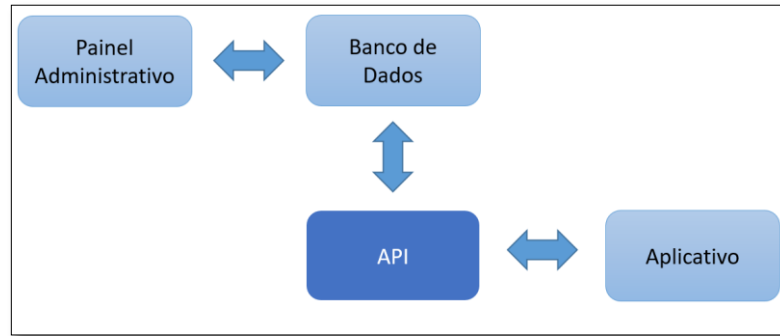 Painel
Administrativo
Banco de
Dados
API
Aplicativo